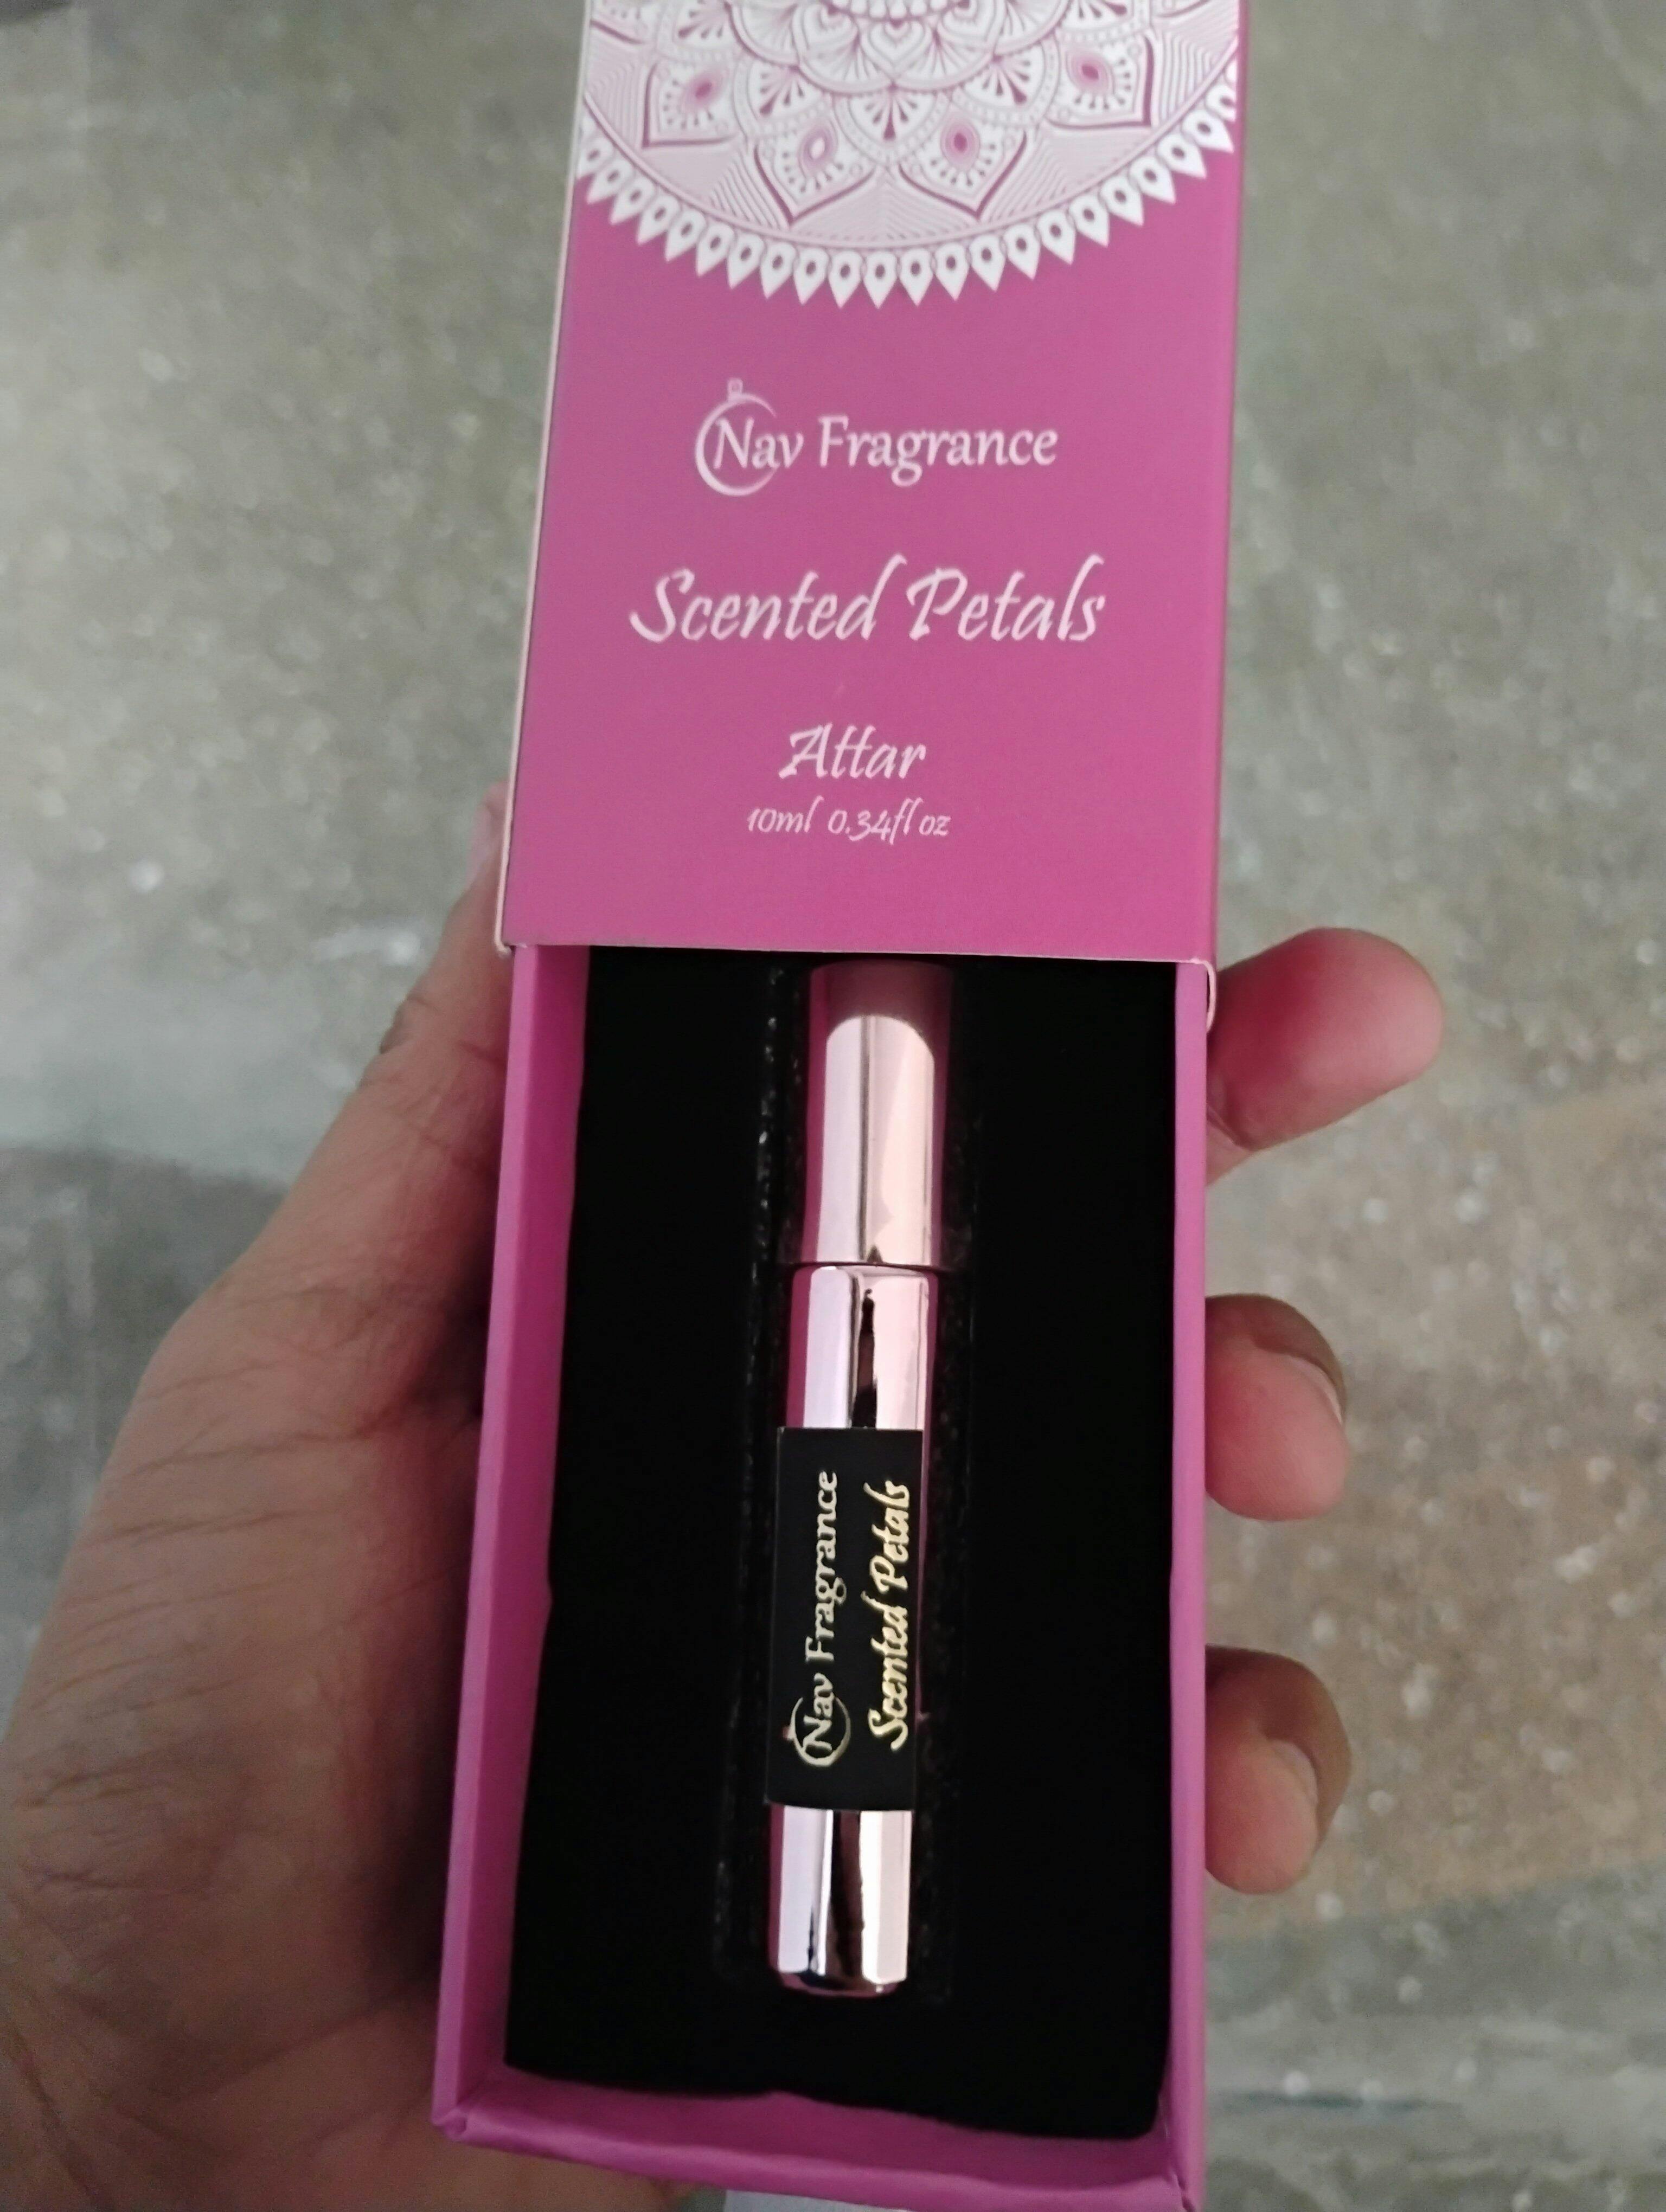 Nav Fragrance
Scented Petals
Attar
10ml 0.34fl oz
Nav Fragrance
Scented Petals